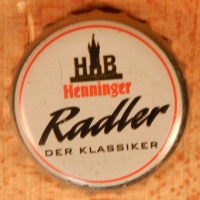 HB
Henninger
Radler
DER KLASSIKER